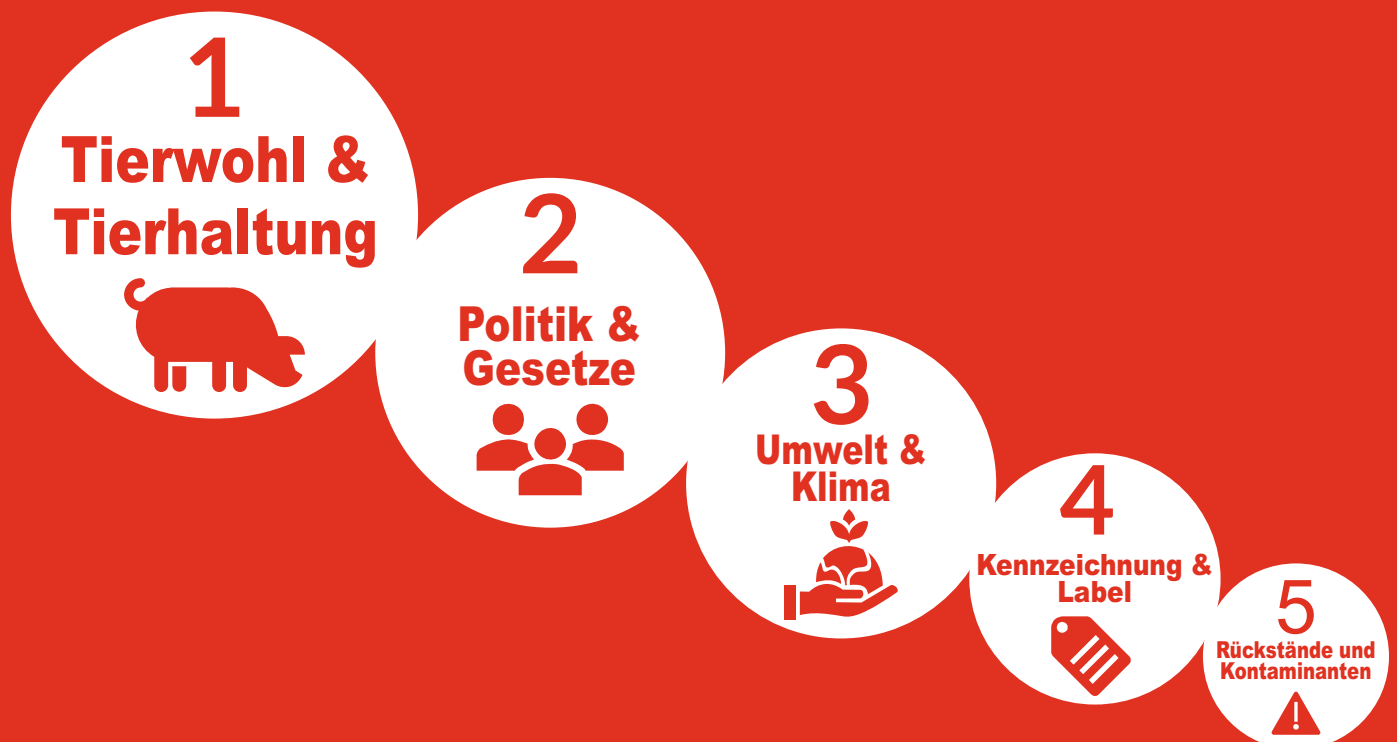 1
Tierwohl &
Tierhaltung
2
Politik &
Gesetze
3
Umwelt &
Klima
4
Kennzeichnung &
Label
5
Rückstände und
Kontaminanten